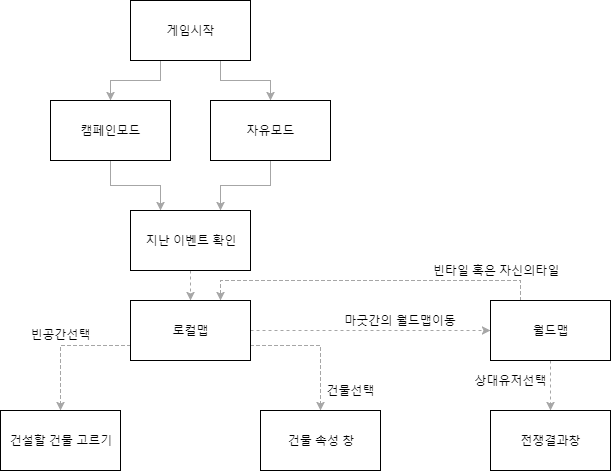 게임시작
캠페인모드
자유모드
지난 이벤트 확인
빈타일 혹은 자신의타일
로컬맵
마굿간의 월드맵이동
월드맵
빈공간선택
건물선택
상대유저선택
건설할 건물 고르기
건물 속성 창
전쟁결과창